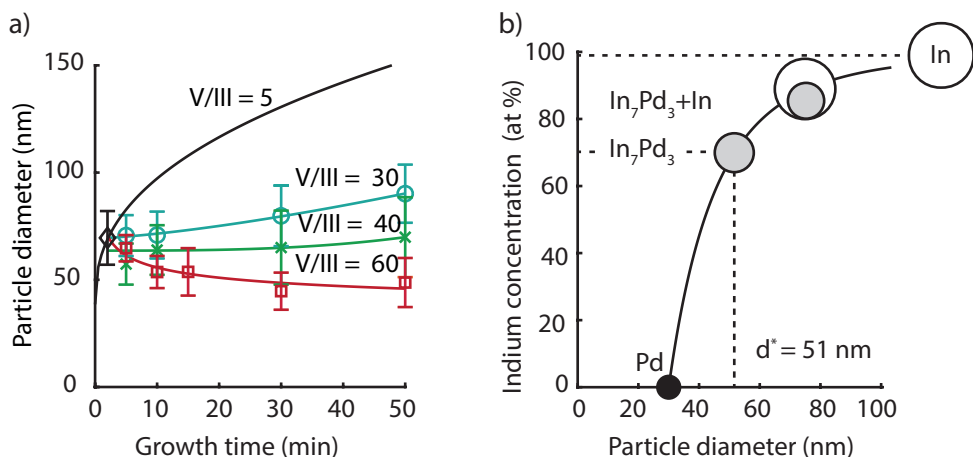 a)
Particle diameter (nm)
150
100
50
0
V/III = 5
V/III = 30
V/III = 40
V/III = 60
0 10 20 30 40 50
Growth time (min)
b)
Indium concentration (at %)
100
80
60
40
20
0
In
In₇Pd₃+In
In₇Pd₃
Pd
d* = 51 nm
0 20 40 60 80 100
Particle diameter (nm)